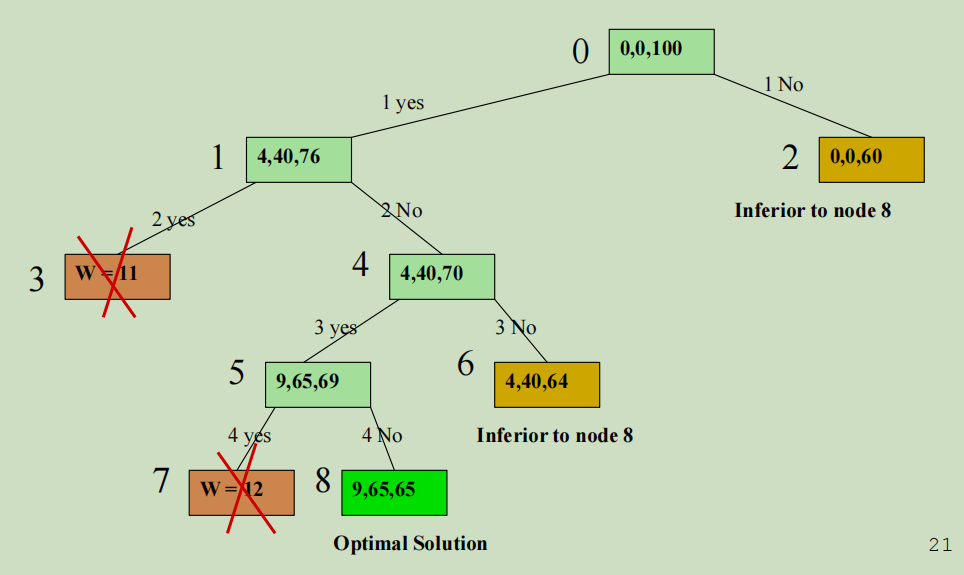 0
0,0,100
1 yes
1 No
1
4,40,76
2
0,0,60
Inferior to node 8
2 yes
2 No
3
W = 11
4
4,40,70
3 yes
3 No
5
9,65,69
6
4,40,64
4 yes
4 No
Inferior to node 8
7
W = 12
8
9,65,65
Optimal Solution
21